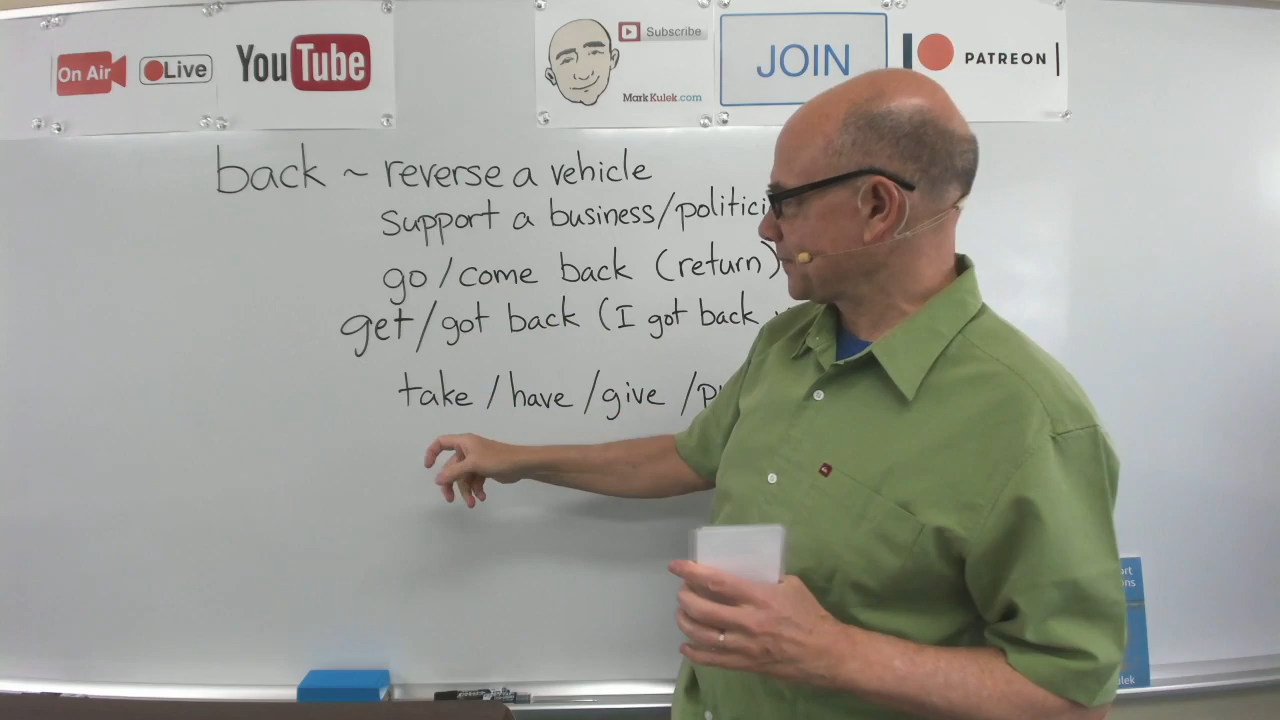 On Air
Live
YouTube
Subscribe
MarkKulek.com
JOIN
PATREON
back ~ reverse a vehicle
support a business/politici
go/come back (return)
get/got back (I got back
take/have/give/